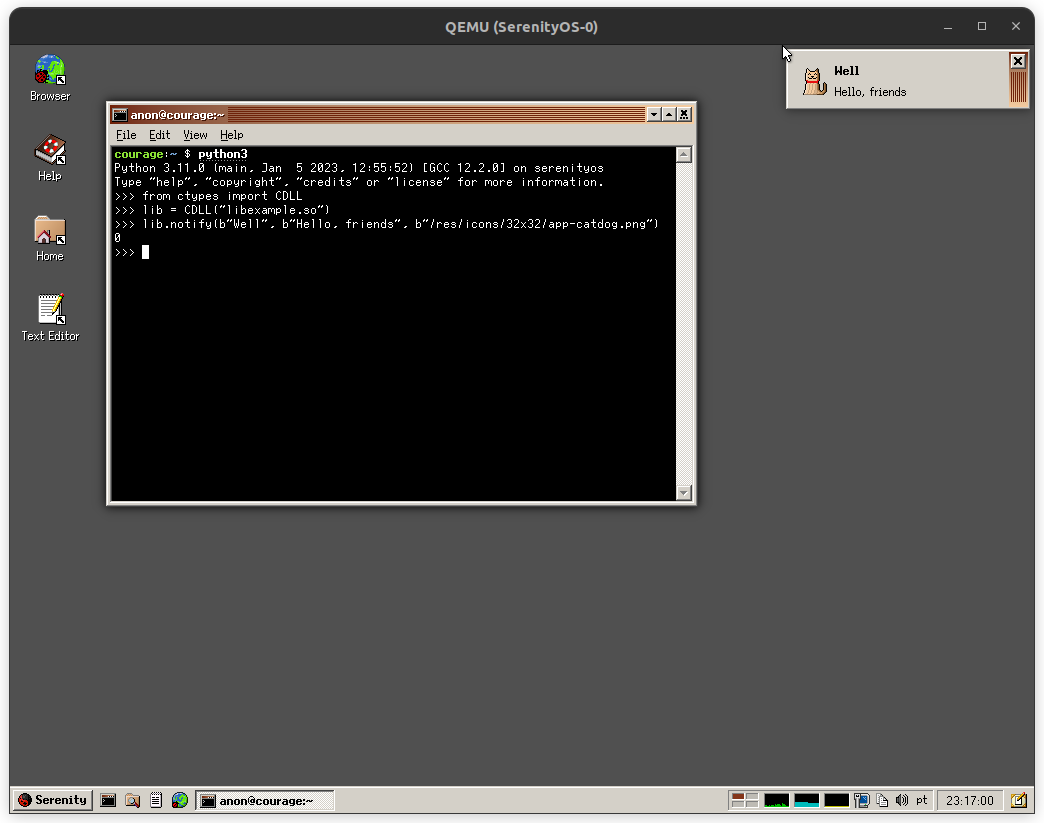 QEMU (SerenityOS-0)
Browser
Help
Home
Text Editor
Well
Hello, friends
anon@courage:~
File Edit View Help
courage:~ $ python3
Python 3.11.0 (main, Jan  5 2023, 12:55:52) [GCC 12.2.0] on serenityos
Type "help", "copyright", "credits" or "license" for more information.
>>> from ctypes import CDLL
>>> lib = CDLL("libexample.so")
>>> lib.notify(b"Well", b"Hello, friends", b"/res/icons/32x32/app-catdog.png")
0
>>>
Serenity
anon@courage:~
pt
23:17:00